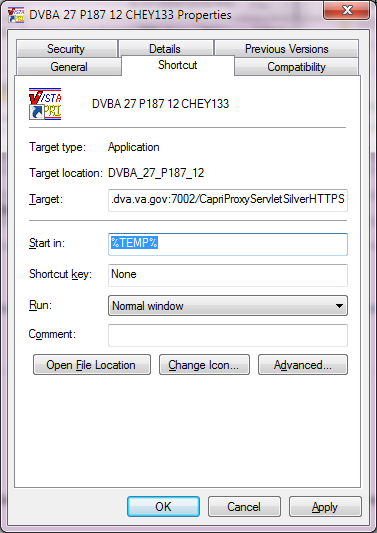 DVBA 27 P187 12 CHEY133 Properties
Security Details Previous Versions
General Shortcut Compatibility
DVBA 27 P187 12 CHEY133
Target type: Application
Target location: DVBA_27_P187_12
Target: .dva.va.gov:7002/CapriProxyServletSilverHTTPS
Start in: %TEMP%
Shortcut key: None
Run: Normal window
Comment:
Open File Location Change Icon... Advanced...
OK Cancel Apply